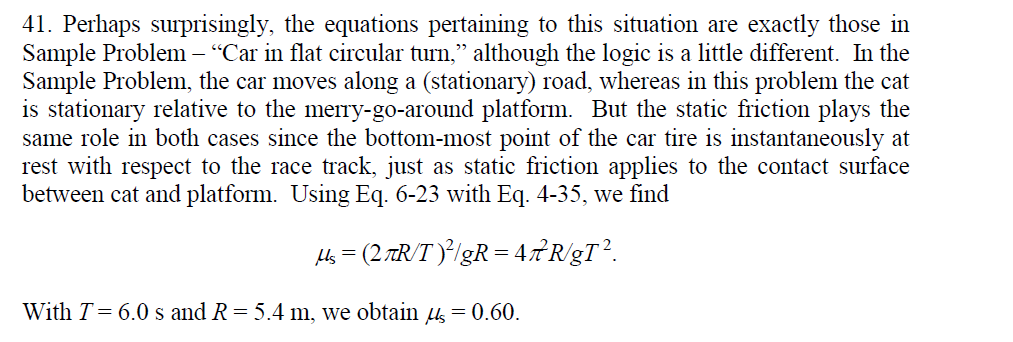 41. Perhaps surprisingly, the equations pertaining to this situation are exactly those in
Sample Problem – “Car in flat circular turn,” although the logic is a little different. In the
Sample Problem, the car moves along a (stationary) road, whereas in this problem the cat
is stationary relative to the merry-go-around platform. But the static friction plays the
same role in both cases since the bottom-most point of the car tire is instantaneously at
rest with respect to the race track, just as static friction applies to the contact surface
between cat and platform. Using Eq. 6-23 with Eq. 4-35, we find
μs = (2πR/T)²/gR = 4π²R/gT².
With T = 6.0 s and R = 5.4 m, we obtain μs = 0.60.